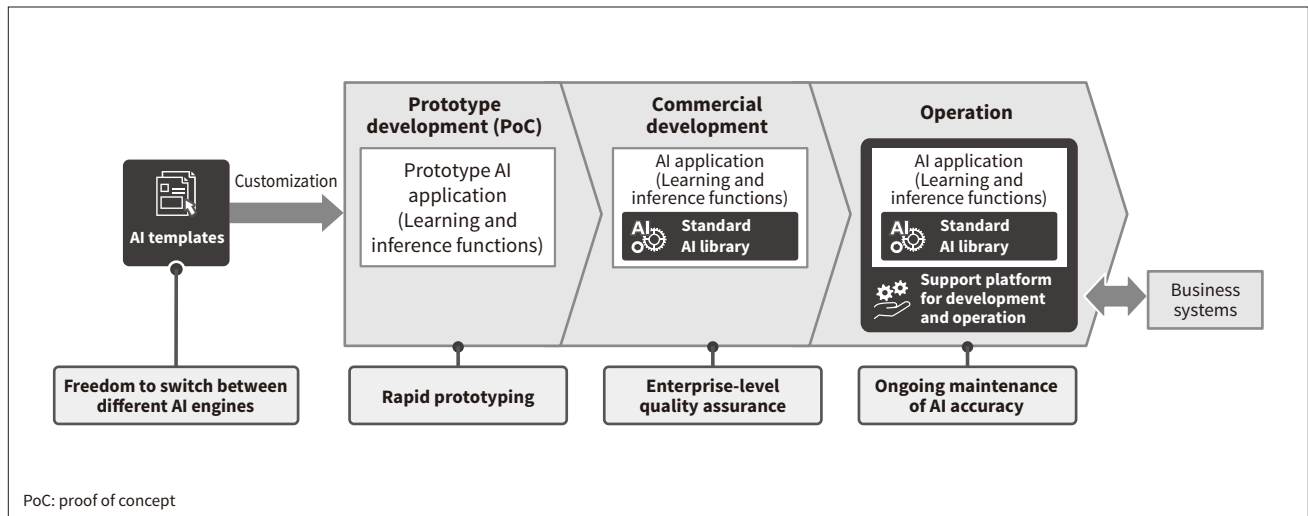 Prototype
development (PoC)
Commercial
development
Operation
AI templates
Customization
Prototype AI
application
(Learning and
inference functions)
AI application
(Learning and
inference functions)
AI
Standard
AI library
AI application
(Learning and
inference functions)
AI
Standard
AI library
Support platform
for development
and operation
Business
systems
Freedom to switch between
different AI engines
Rapid prototyping
Enterprise-level
quality assurance
Ongoing maintenance
of AI accuracy
PoC: proof of concept